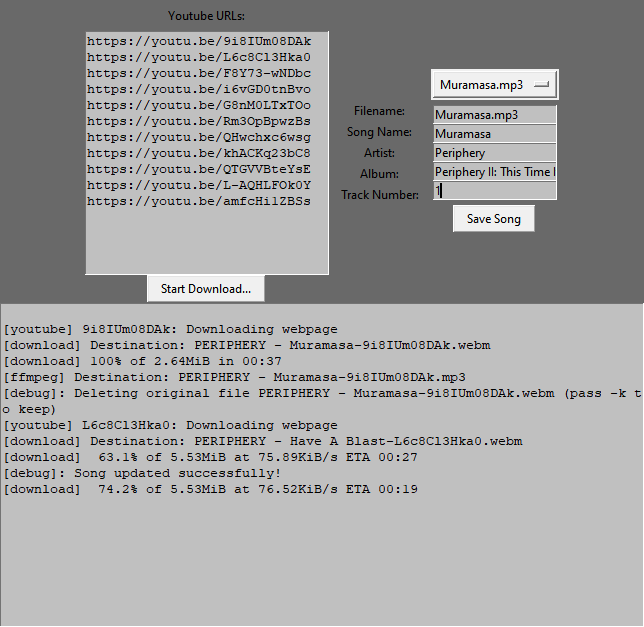 Youtube URLs:
https://youtu.be/9i8IUm08DAk
https://youtu.be/L6c8Cl3Hka0
https://youtu.be/F8Y73-wNDbc
https://youtu.be/i6vGD0tnBvo
https://youtu.be/G8nM0LTxTOo
https://youtu.be/Rm3OpBpwzBs
https://youtu.be/QHwchxc6wsg
https://youtu.be/khACKq23bC8
https://youtu.be/QTGVVBteYsE
https://youtu.be/L-AQHLFOk0Y
https://youtu.be/amfcHi1ZBSs
Start Download...
Muramasa.mp3
Filename: Muramasa.mp3
Song Name: Muramasa
Artist: Periphery
Album: Periphery II: This Time I
Track Number: 1
Save Song
[youtube] 9i8IUm08DAk: Downloading webpage
[download] Destination: PERIPHERY - Muramasa-9i8IUm08DAk.webm
[download] 100% of 2.64MiB in 00:37
[ffmpeg] Destination: PERIPHERY - Muramasa-9i8IUm08DAk.mp3
[debug]: Deleting original file PERIPHERY - Muramasa-9i8IUm08DAk.webm (pass -k t
o keep)
[youtube] L6c8Cl3Hka0: Downloading webpage
[download] Destination: PERIPHERY - Have A Blast-L6c8Cl3Hka0.webm
[download]  63.1% of 5.53MiB at 75.89KiB/s ETA 00:27
[debug]: Song updated successfully!
[download]  74.2% of 5.53MiB at 76.52KiB/s ETA 00:19